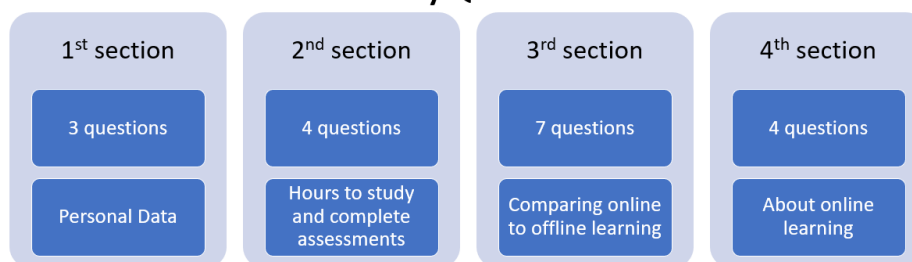 1st section
2nd section
3rd section
4th section
3 questions
4 questions
7 questions
4 questions
Personal Data
Hours to study
and complete
assessments
Comparing online
to offline learning
About online
learning